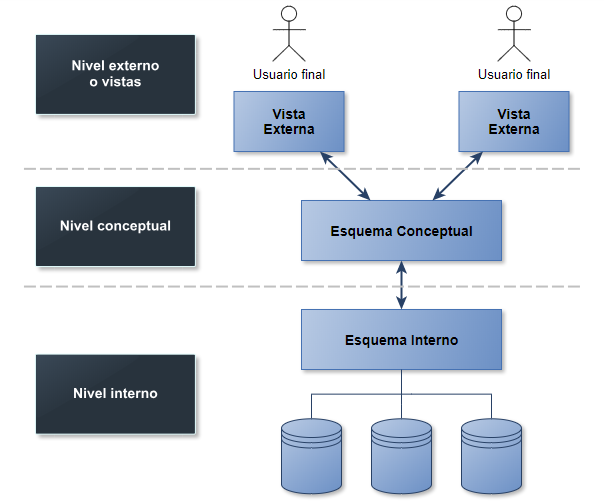 Nivel externo
o vistas
Usuario final
Usuario final
Vista
Externa
Vista
Externa
Nivel conceptual
Esquema Conceptual
Esquema Interno
Nivel interno